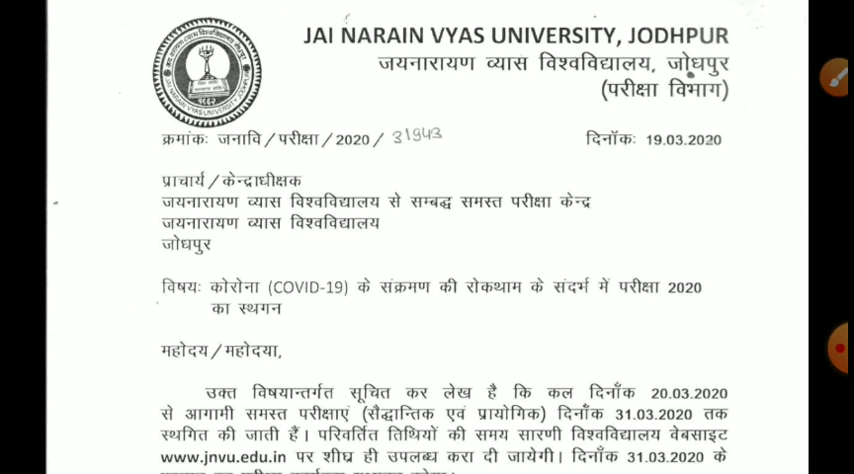 JAI NARAIN VYAS UNIVERSITY, JODHPUR
जयनारायण व्यास विश्वविद्यालय, जोधपुर
(परीक्षा विभाग)
क्रमांकः जनावि / परीक्षा / 2020 / 31943 दिनॉकः 19.03.2020
प्राचार्य / केन्द्राधीक्षक
जयनारायण व्यास विश्वविद्यालय से सम्बद्ध समस्त परीक्षा केन्द्र
जयनारायण व्यास विश्वविद्यालय
जोधपुर
विषयः कोरोना (COVID-19) के संक्रमण की रोकथाम के संदर्भ में परीक्षा 2020
का स्थगन
महोदय / महोदया,
उक्त विषयान्तर्गत सूचित कर लेख है कि कल दिनॉंक 20.03.2020
से आगामी समस्त परीक्षाएं (सैद्धान्तिक एवं प्रायोगिक) दिनॉंक 31.03.2020 तक
स्थगित की जाती हैं। परिवर्तित तिथियों की समय सारणी विश्वविद्यालय वेबसाइट
www.jnvu.edu.in पर शीघ्र ही उपलब्ध करा दी जायेगी। दिनॉंक 31.03.2020 के